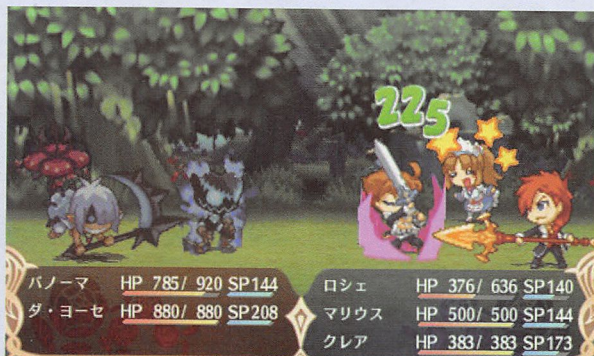 225
バノーマ HP 785/ 920 SP144
ダ・ヨーセ HP 880/ 880 SP208
ロシェ HP 376/ 636 SP140
マリウス HP 500/ 500 SP144
クレア HP 383/ 383 SP173